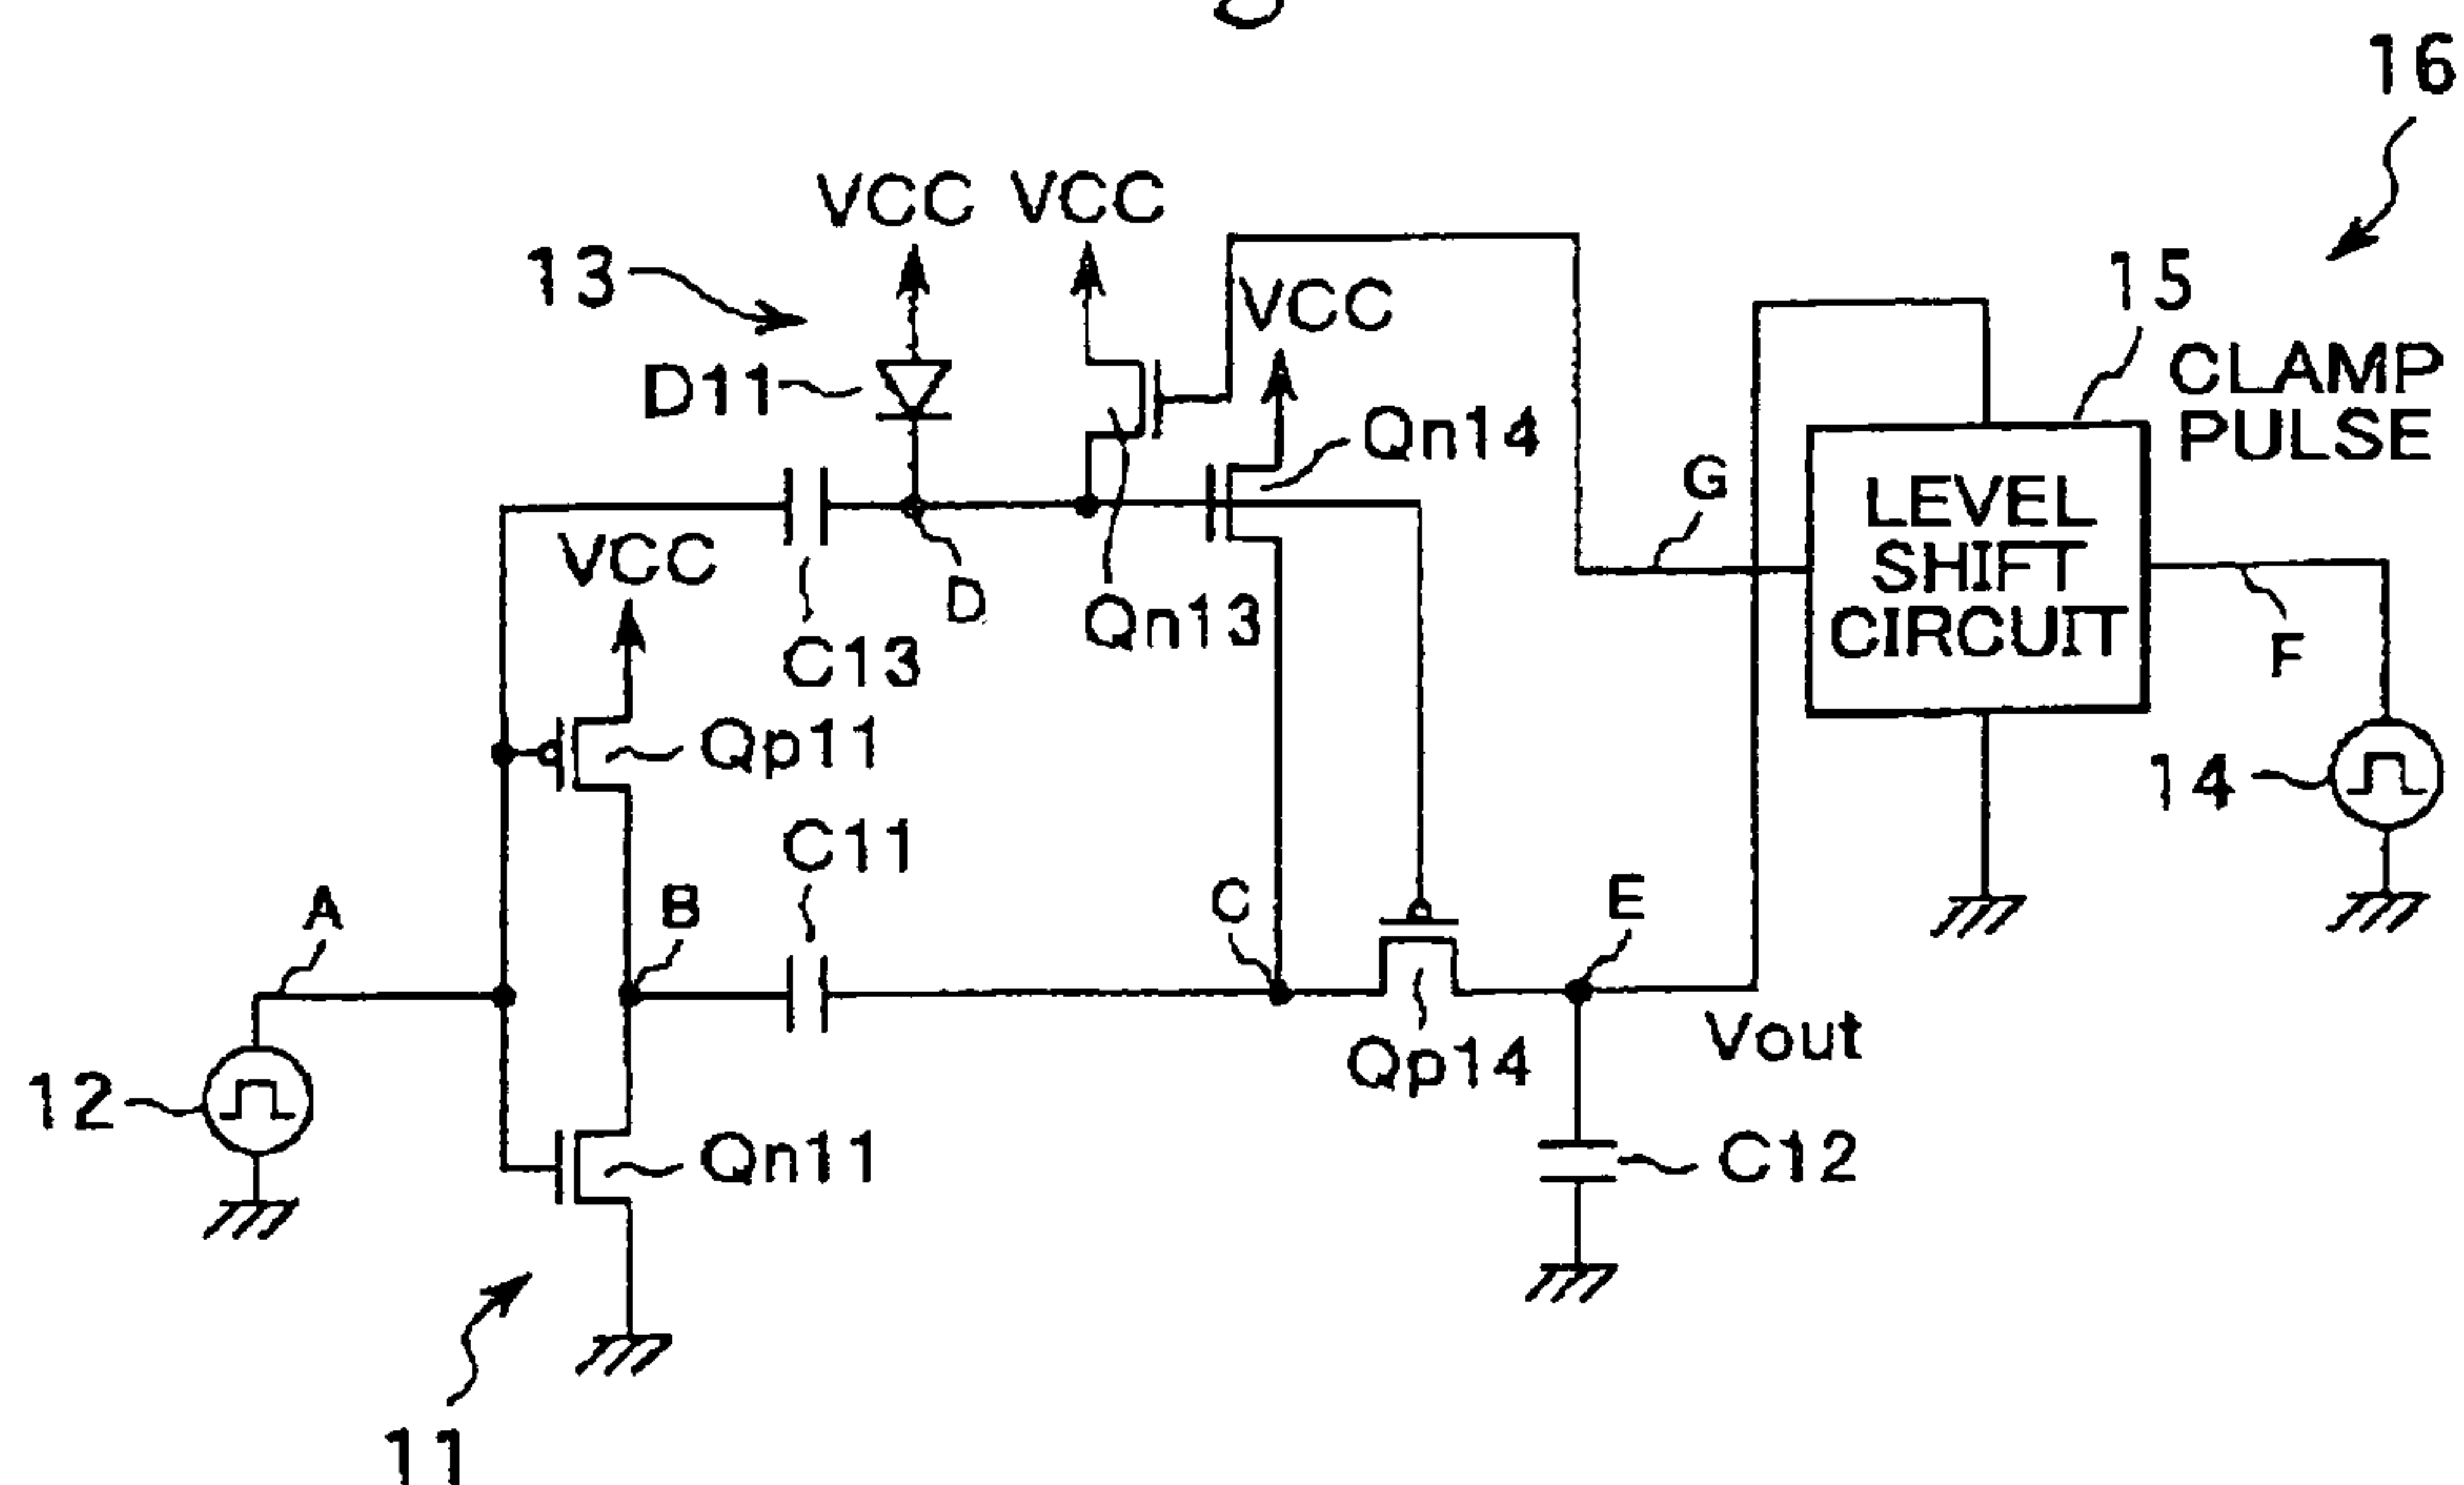 16
VCC VCC
13
VCC
15
CLAMP
PULSE
D11
Qn14
G
LEVEL
SHIFT
CIRCUIT
VCC
D
Qn13
C13
F
Qp11
14
C11
A
B
C
E
Vout
Qp14
12
Qn11
C12
11